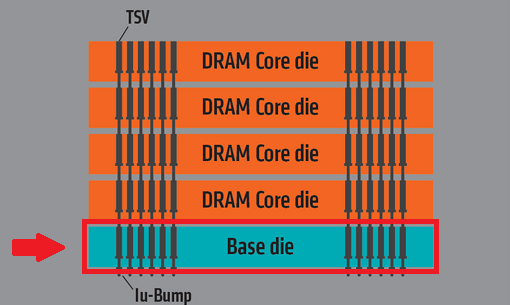 TSV
DRAM Core die
DRAM Core die
DRAM Core die
DRAM Core die
Base die
Iu-Bump